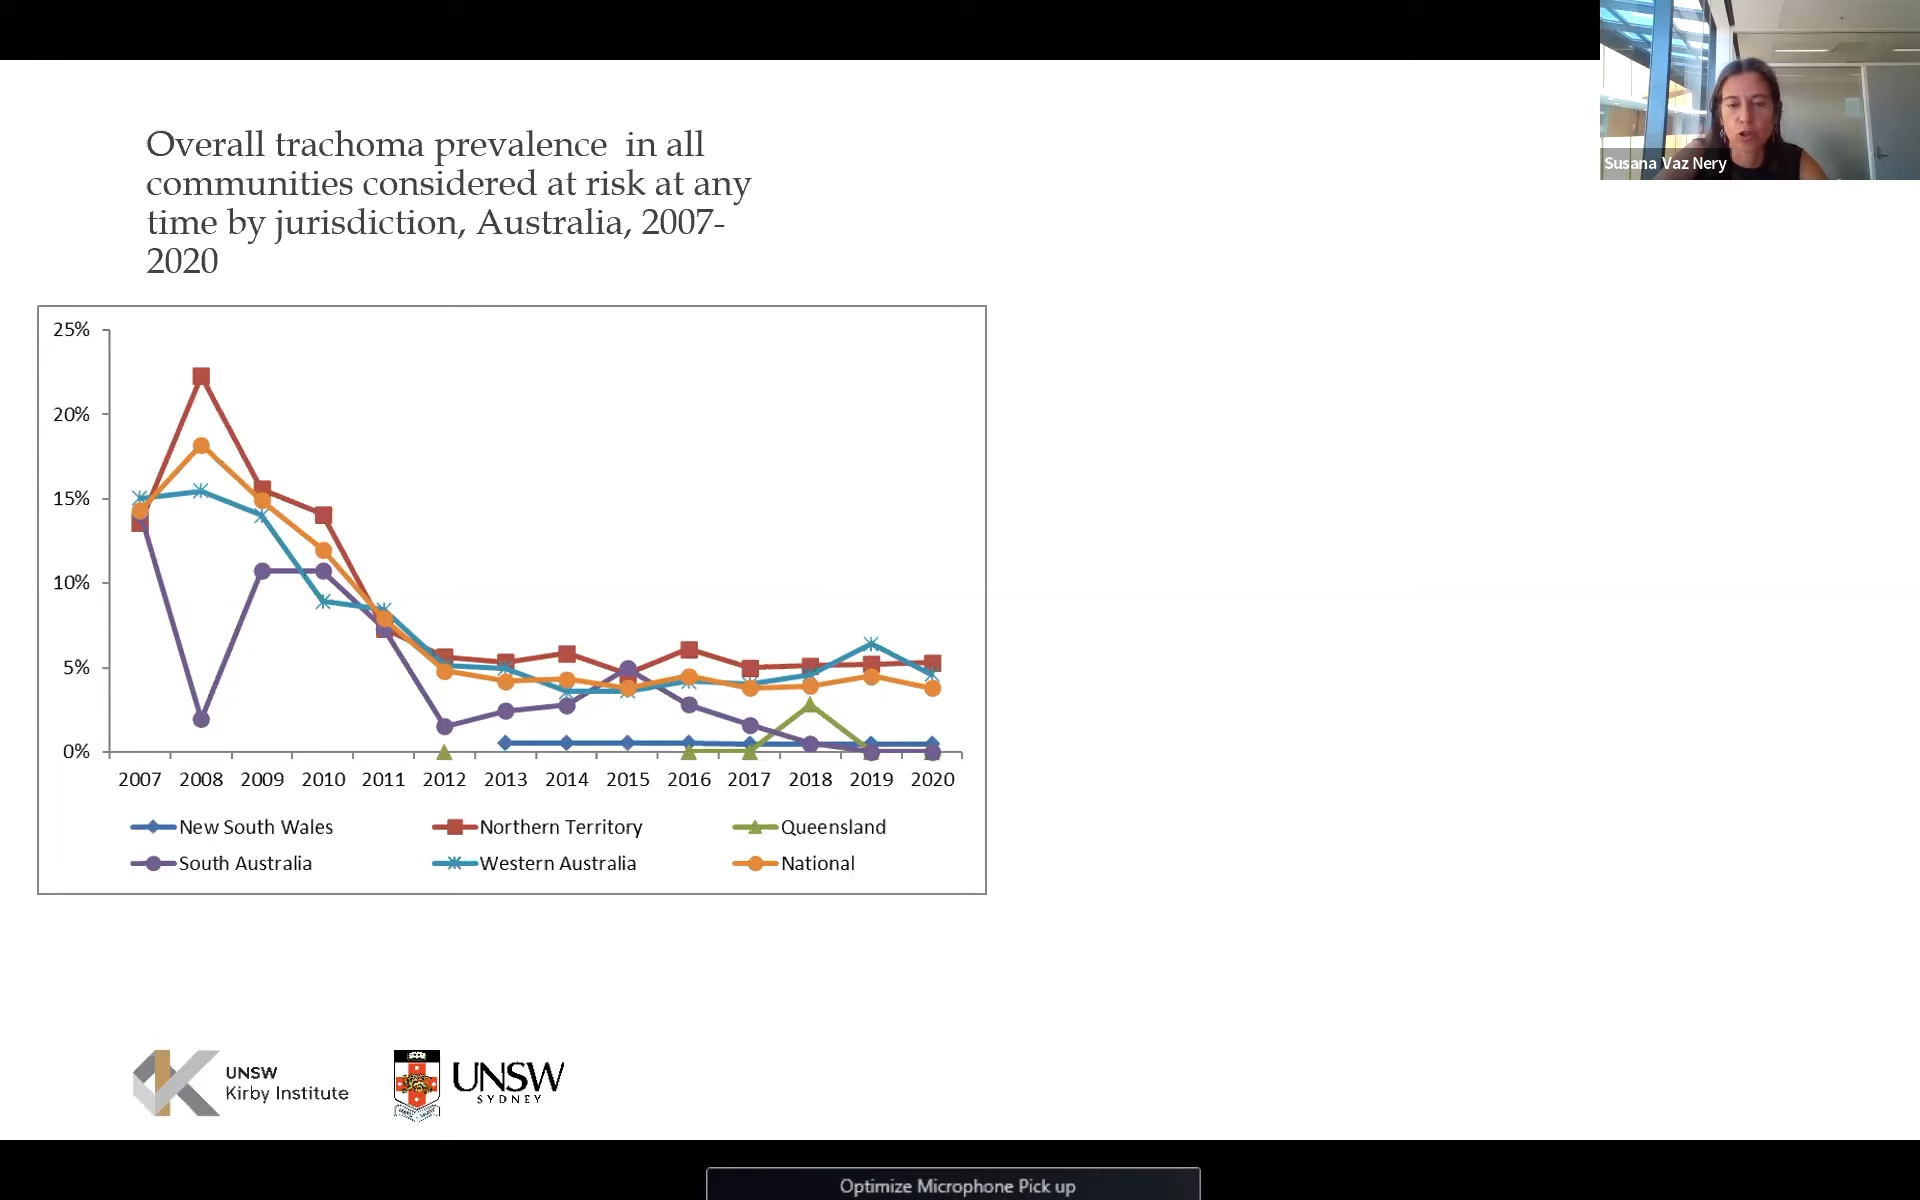 Susana Vaz Nery
Overall trachoma prevalence  in all
communities considered at risk at any
time by jurisdiction, Australia, 2007-
2020
25%
20%
15%
10%
5%
0%
2007 2008 2009 2010 2011 2012 2013 2014 2015 2016 2017 2018 2019 2020
New South Wales Northern Territory Queensland
South Australia Western Australia National
UNSW
Kirby Institute
UNSW
SYDNEY
Optimize Microphone Pick up